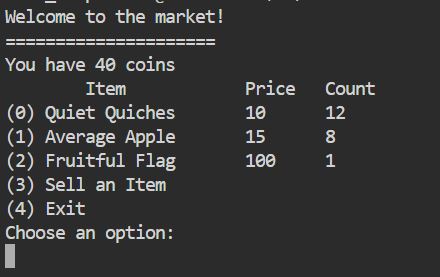 Welcome to the market!
=====================
You have 40 coins
Item Price Count
(0) Quiet Quiches 10 12
(1) Average Apple 15 8
(2) Fruitful Flag 100 1
(3) Sell an Item
(4) Exit
Choose an option: